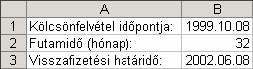 A B
1 Kölcsönfelvétel időpontja: 1999.10.08
2 Futamidő (hónap): 32
3 Visszafizetési határidő: 2002.06.08